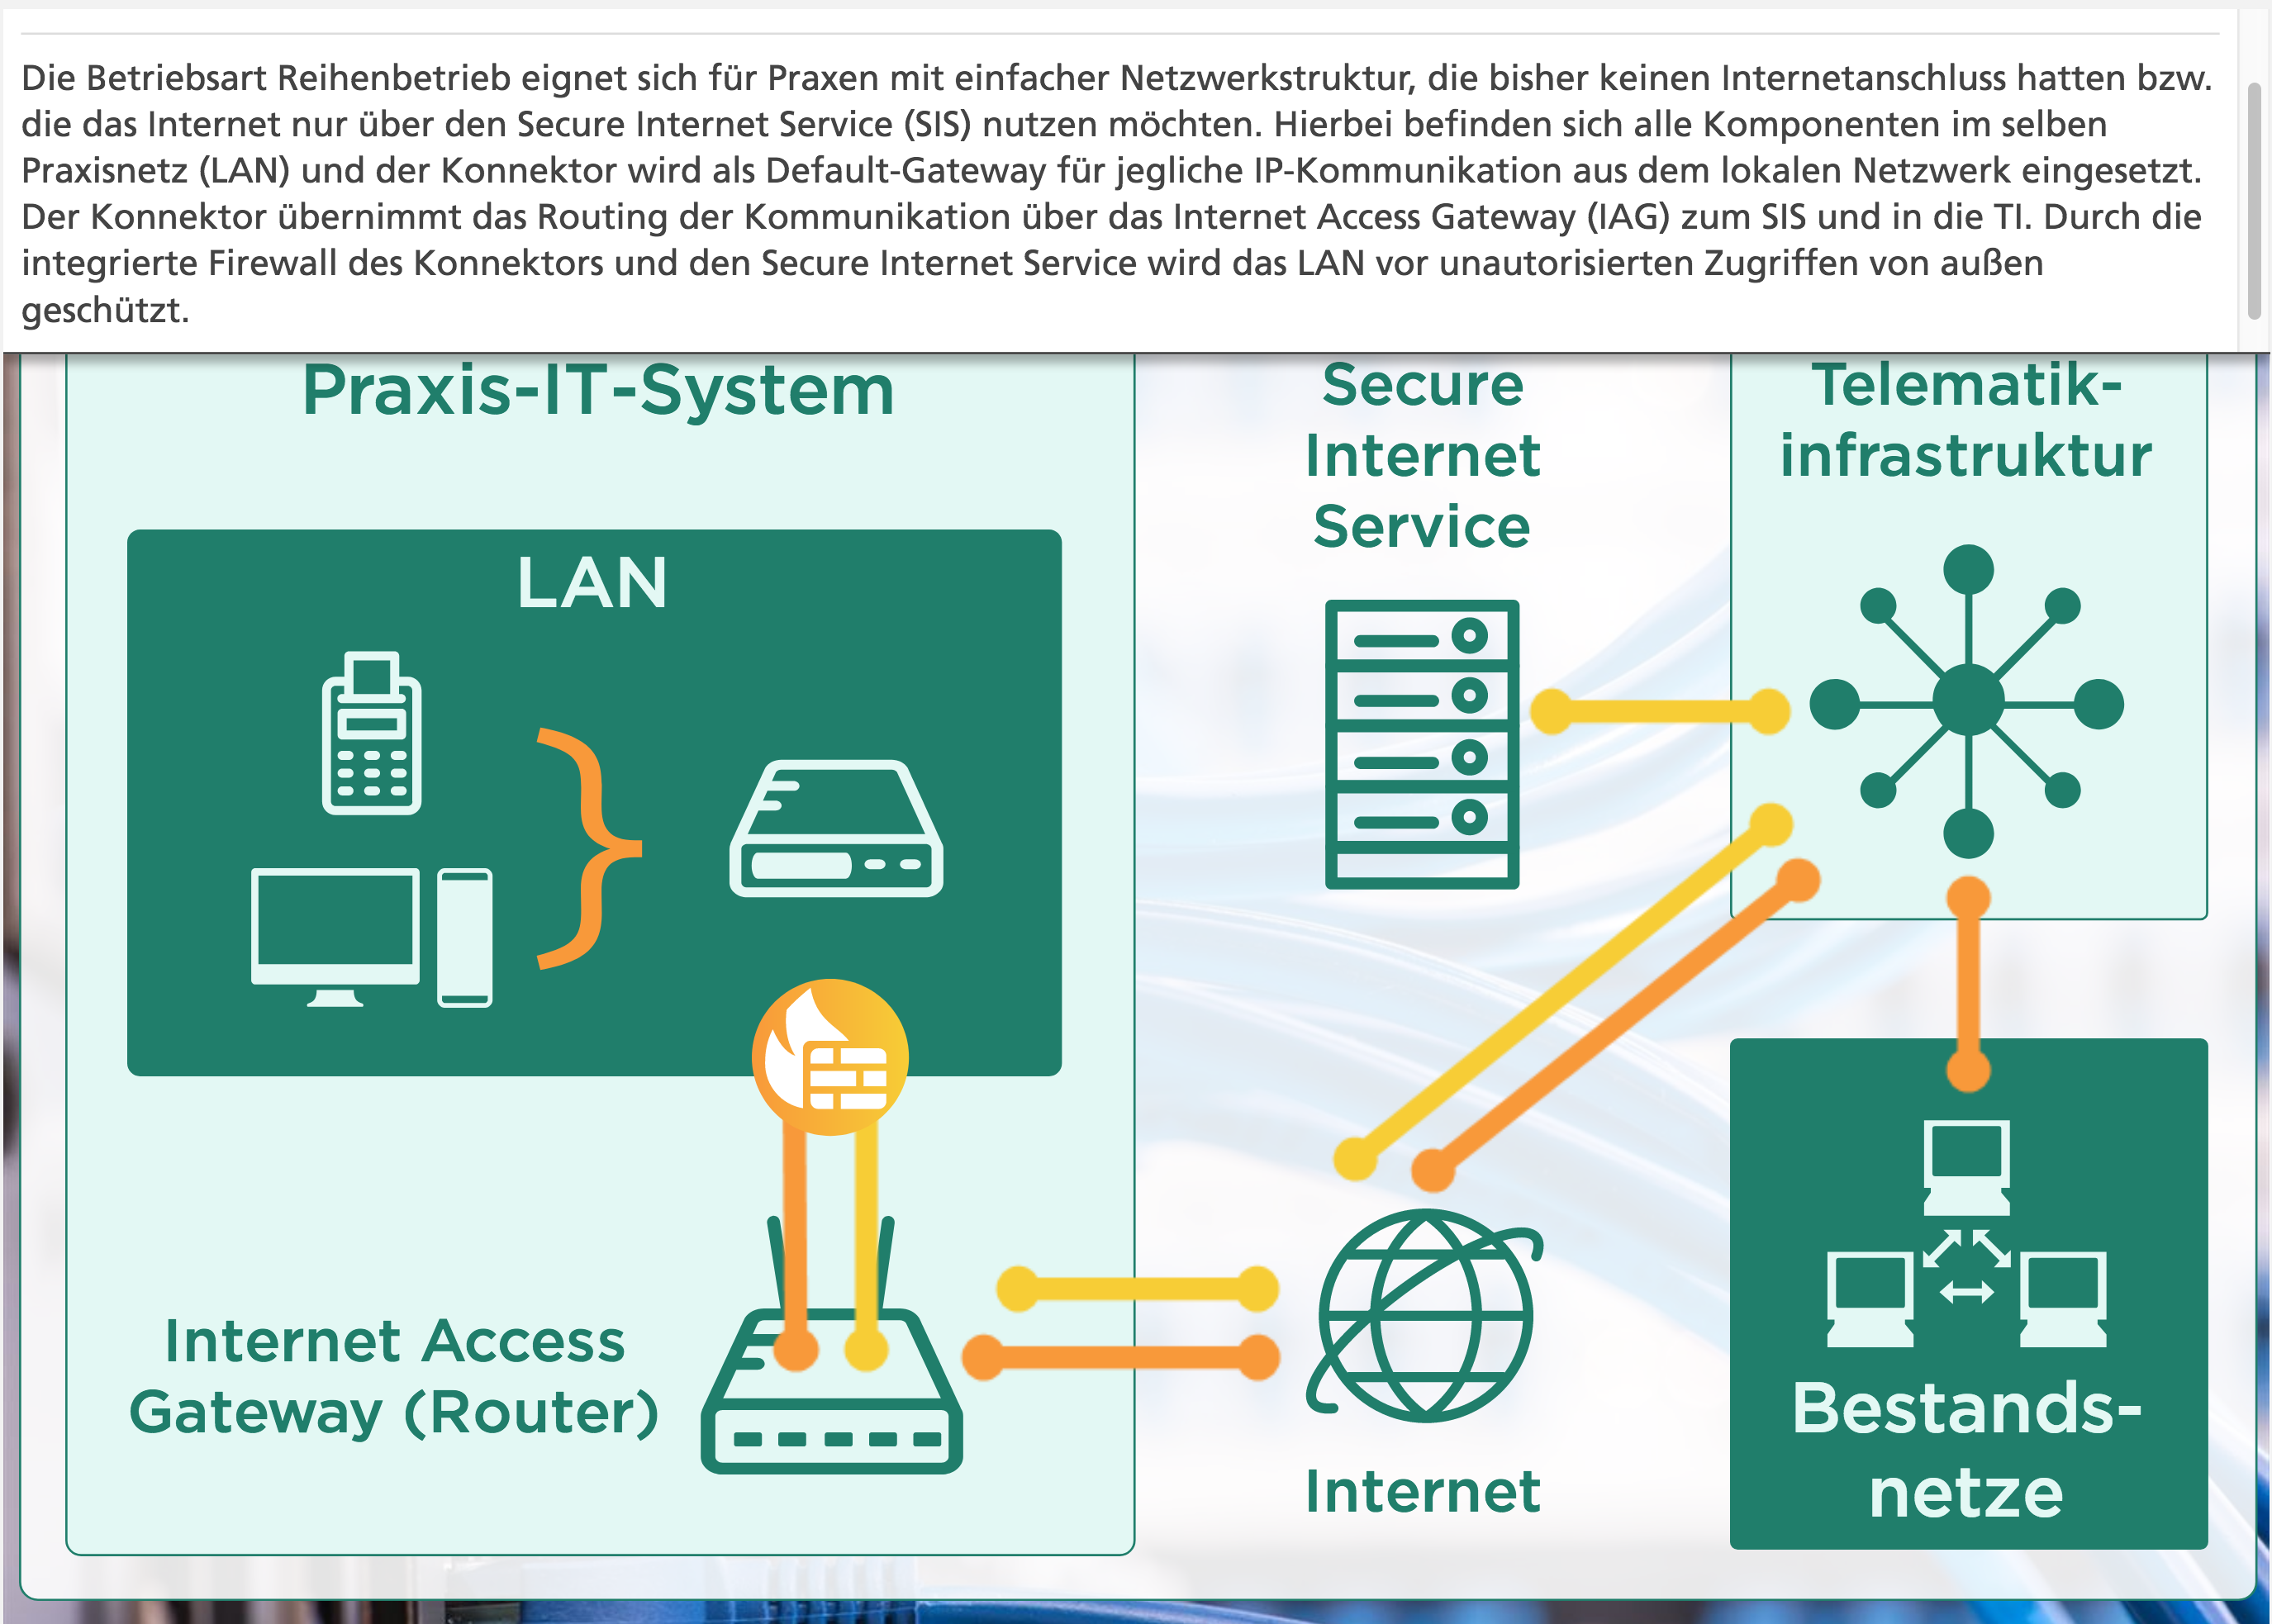 Die Betriebsart Reihenbetrieb eignet sich für Praxen mit einfacher Netzwerkstruktur, die bisher keinen Internetanschluss hatten bzw.
die das Internet nur über den Secure Internet Service (SIS) nutzen möchten. Hierbei befinden sich alle Komponenten im selben
Praxisnetz (LAN) und der Konnektor wird als Default-Gateway für jegliche IP-Kommunikation aus dem lokalen Netzwerk eingesetzt.
Der Konnektor übernimmt das Routing der Kommunikation über das Internet Access Gateway (IAG) zum SIS und in die TI. Durch die
integrierte Firewall des Konnektors und den Secure Internet Service wird das LAN vor unautorisierten Zugriffen von außen
geschützt.
Praxis-IT-System
LAN
Internet Access
Gateway (Router)
Secure
Internet
Service
Internet
Telematik-
infrastruktur
Bestands-
netze